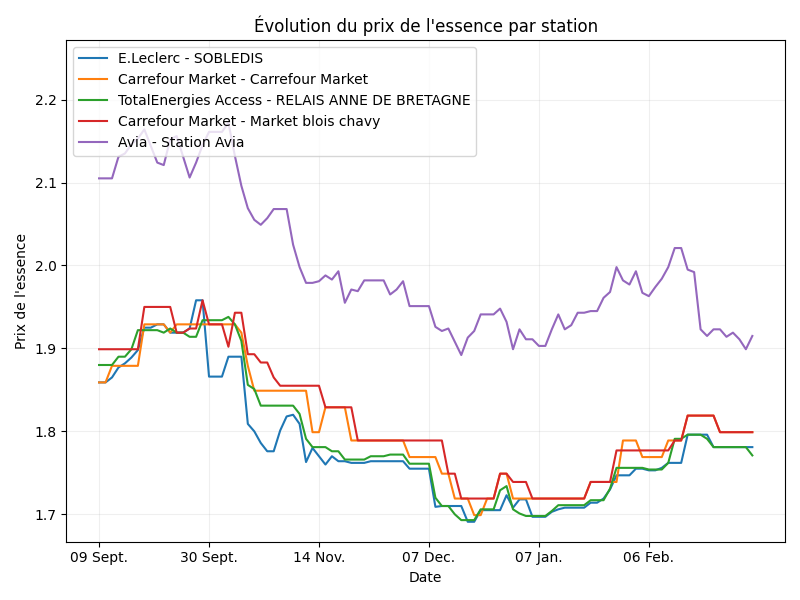 Évolution du prix de l'essence par station
E.Leclerc - SOBLEDIS
Carrefour Market - Carrefour Market
TotalEnergies Access - RELAIS ANNE DE BRETAGNE
Carrefour Market - Market blois chavy
Avia - Station Avia
Prix de l'essence
2.2
2.1
2.0
1.9
1.8
1.7
09 Sept.
30 Sept.
14 Nov.
07 Dec.
07 Jan.
06 Feb.
Date